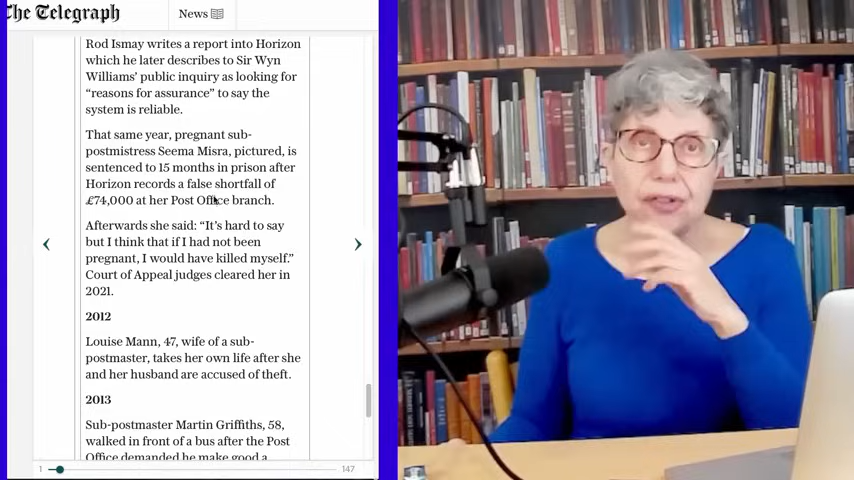 The Telegraph
News
Rod Ismay writes a report into Horizon
which he later describes to Sir Wyn
Williams' public inquiry as looking for
“reasons for assurance” to say the
system is reliable.
That same year, pregnant sub-
postmistress Seema Misra, pictured, is
sentenced to 15 months in prison after
Horizon records a false shortfall of
£74,000 at her Post Office branch.
Afterwards she said: “It's hard to say
but I think that if I had not been
pregnant, I would have killed myself.”
Court of Appeal judges cleared her in
2021.
2012
Louise Mann, 47, wife of a sub-
postmaster, takes her own life after she
and her husband are accused of theft.
2013
Sub-postmaster Martin Griffiths, 58,
walked in front of a bus after the Post
Office demanded he make good a
1
147